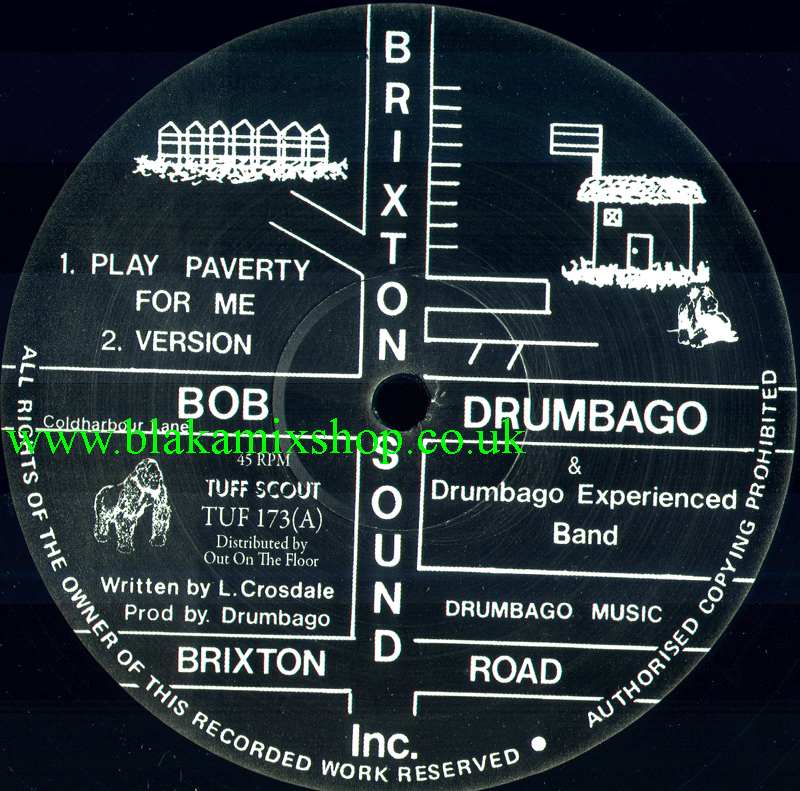 BRIXTON SOUND
1. PLAY PAVERTY
FOR ME
2. VERSION
BOB DRUMBAGO
Coldharbour Lane
www.blakamixshop.co.uk
&
Drumbago Experienced
Band
45 RPM
TUFF SCOUT
TUF 173(A)
Distributed by
Out On The Floor
Written by L. Crosdale
Prod by. Drumbago
DRUMBAGO MUSIC
BRIXTON ROAD
Inc.
ALL RIGHTS OF THE OWNER OF THIS RECORDED WORK RESERVED • AUTHORISED COPYING PROHIBITED